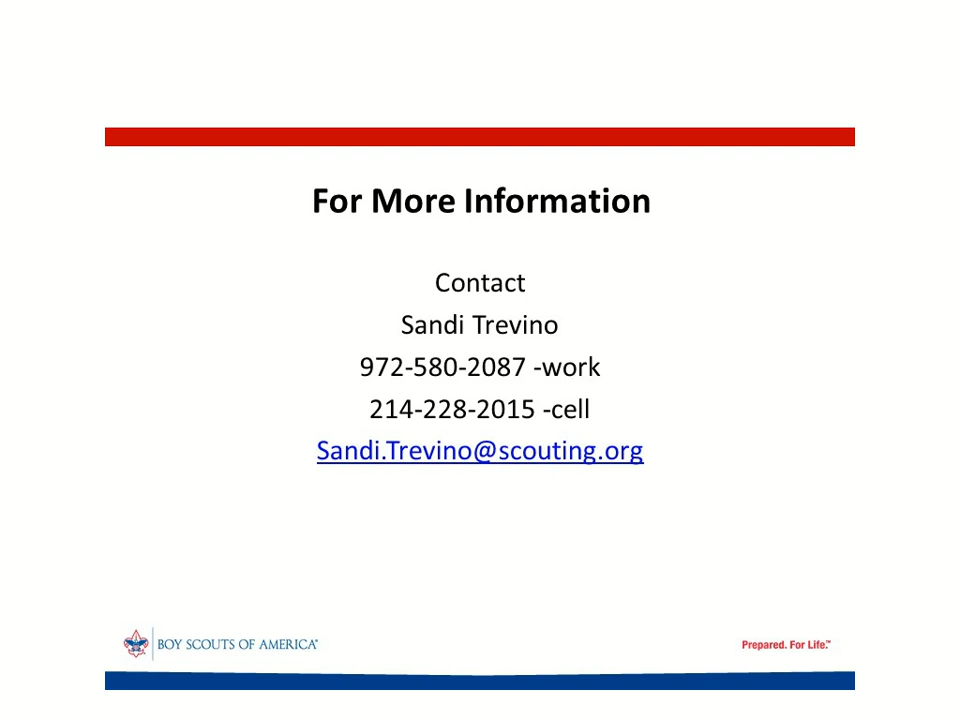 For More Information
Contact
Sandi Trevino
972-580-2087 -work
214-228-2015 -cell
Sandi.Trevino@scouting.org
BOY SCOUTS OF AMERICA®
Prepared. For Life.™